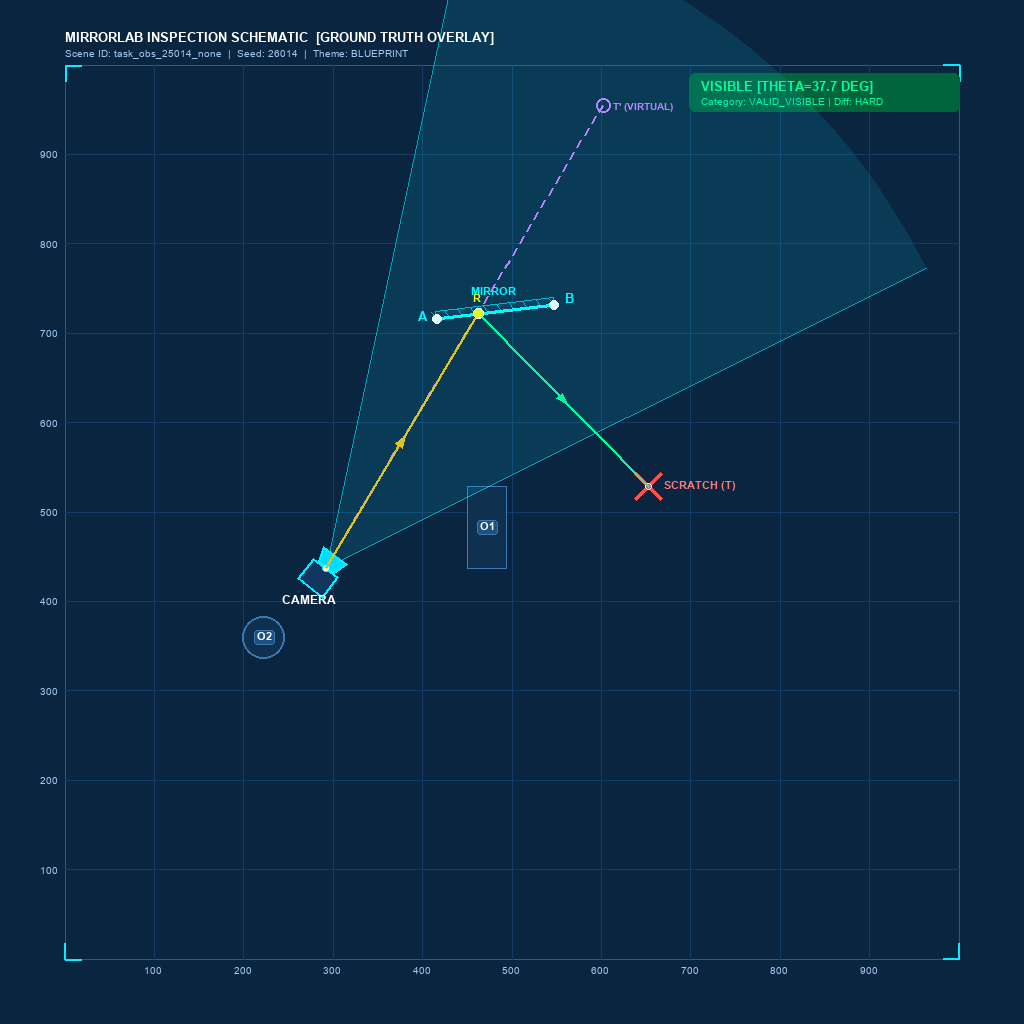 MIRRORLAB INSPECTION SCHEMATIC  [GROUND TRUTH OVERLAY]
Scene ID: task_obs_25014_none  |  Seed: 26014  |  Theme: BLUEPRINT
VISIBLE [THETA=37.7 DEG]
Category: VALID_VISIBLE | Diff: HARD
T' (VIRTUAL)
MIRROR
R
A
B
SCRATCH (T)
O1
CAMERA
O2
900
800
700
600
500
400
300
200
100
100 200 300 400 500 600 700 800 900